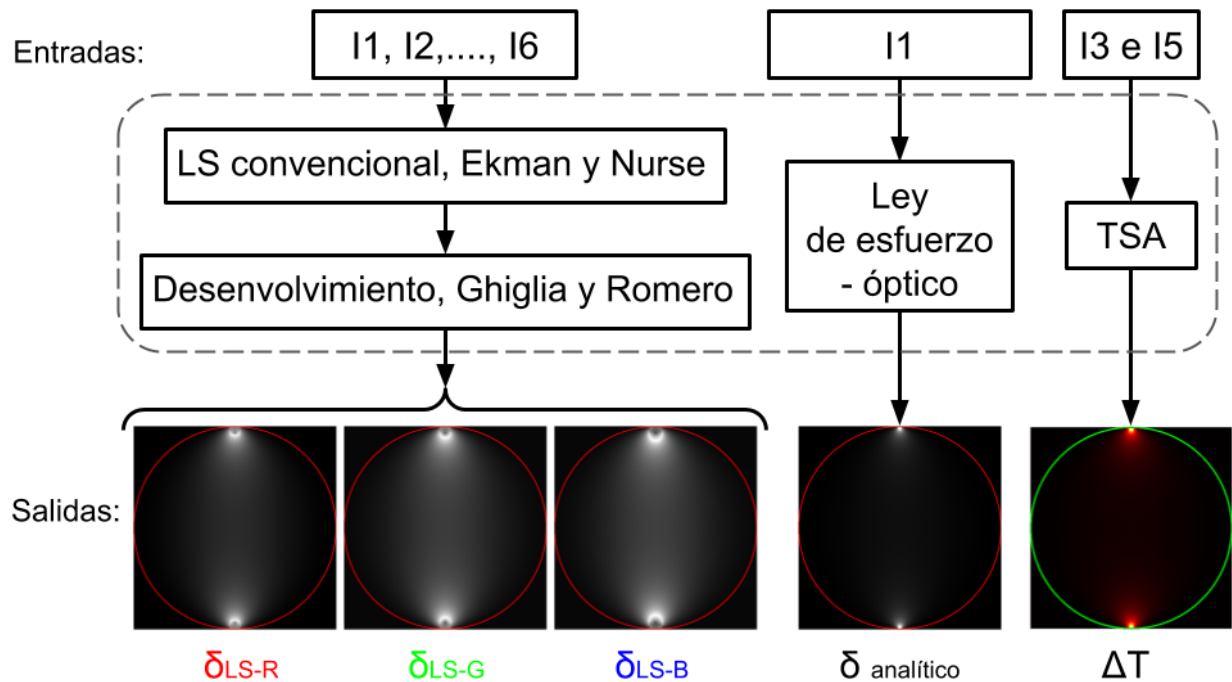 Entradas:
I1, I2,...., I6
I1
I3 e I5
LS convencional, Ekman y Nurse
Desenvolvimiento, Ghiglia y Romero
Ley
de esfuerzo
- óptico
TSA
Salidas:
δLS-R
δLS-G
δLS-B
δ analítico
ΔT